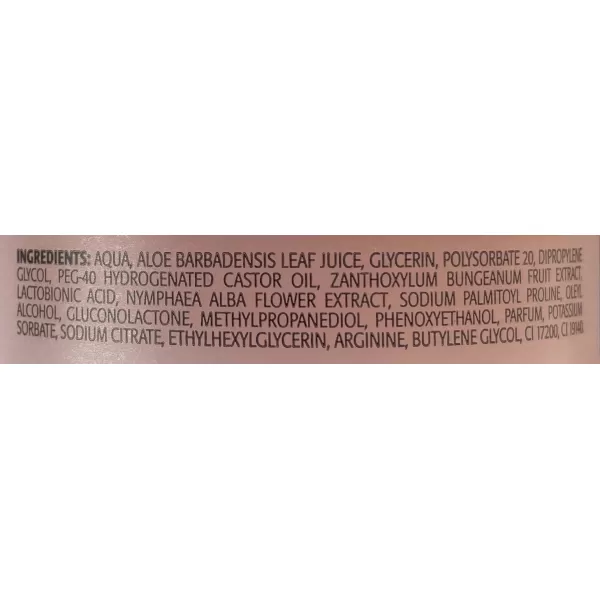 INGREDIENTS: AQUA, ALOE BARBADENSIS LEAF JUICE, GLYCERIN, POLYSORBATE 20, DIPROPYLENE
GLYCOL, PEG-40 HYDROGENATED CASTOR OIL, ZANTHOXYLUM BUNGEANUM FRUIT EXTRACT,
LACTOBIONIC ACID, NYMPHAEA ALBA FLOWER EXTRACT, SODIUM PALMITOYL PROLINE, OLEYL
ALCOHOL, GLUCONOLACTONE, METHYLPROPANEDIOL, PHENOXYETHANOL, PARFUM, POTASSIUM
SORBATE, SODIUM CITRATE, ETHYLHEXYLGLYCERIN, ARGININE, BUTYLENE GLYCOL, CI 17200, CI 19140